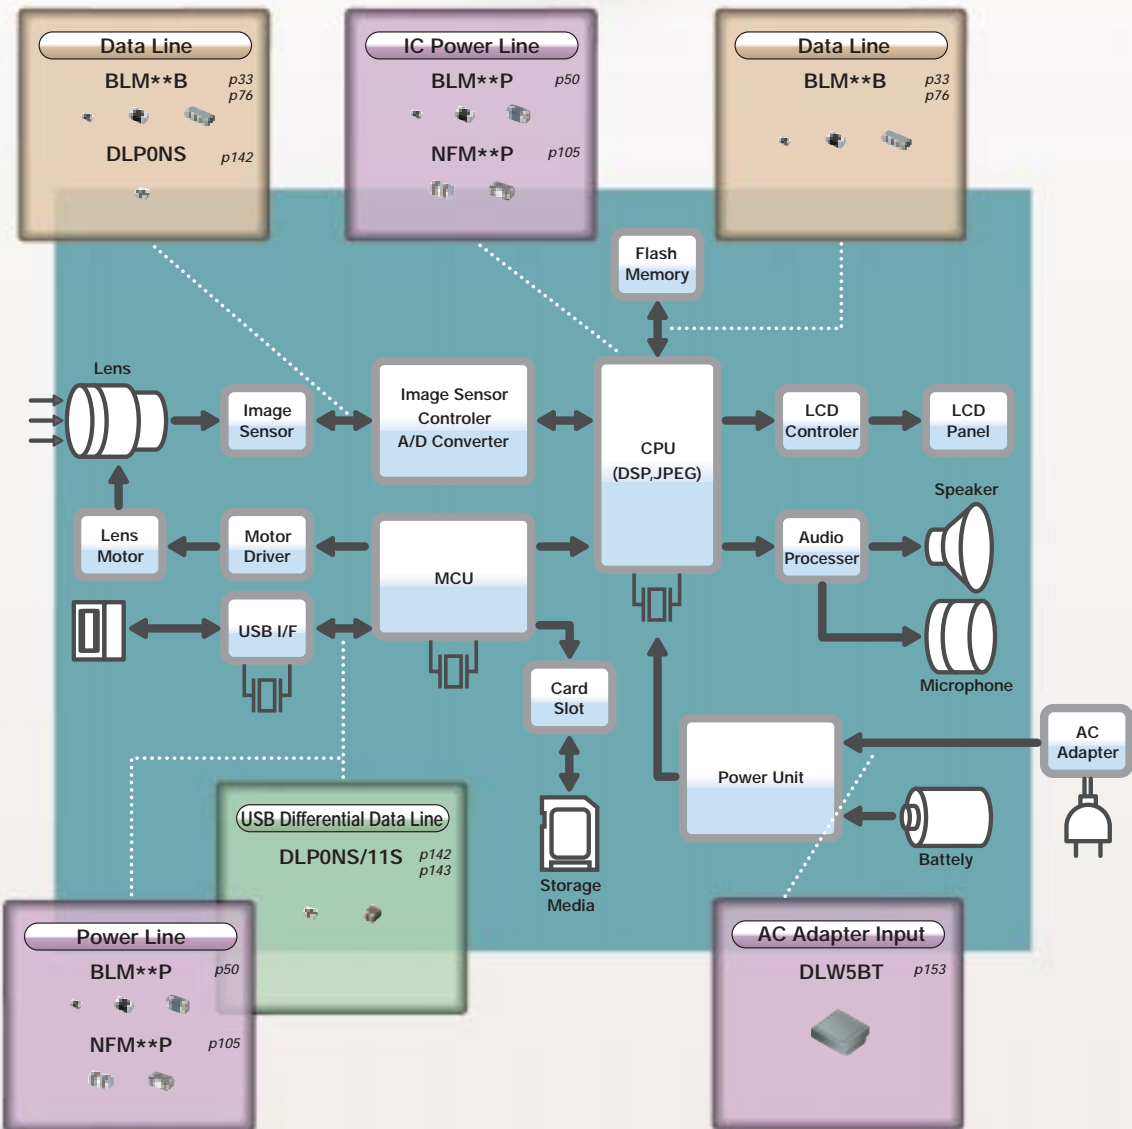 Data Line
BLM**B p33
p76
DLP0NS p142
IC Power Line
BLM**P p50
NFM**P p105
Data Line
BLM**B p33
p76
Flash
Memory
Lens
Image
Sensor
Image Sensor
Controler
A/D Converter
CPU
(DSP,JPEG)
LCD
Controler
LCD
Panel
Speaker
Lens
Motor
Motor
Driver
MCU
Audio
Processer
USB I/F
Microphone
Card
Slot
Power Unit
AC
Adapter
Battely
Storage
Media
USB Differential Data Line
DLP0NS/11S p142
p143
Power Line
BLM**P p50
NFM**P p105
AC Adapter Input
DLW5BT p153